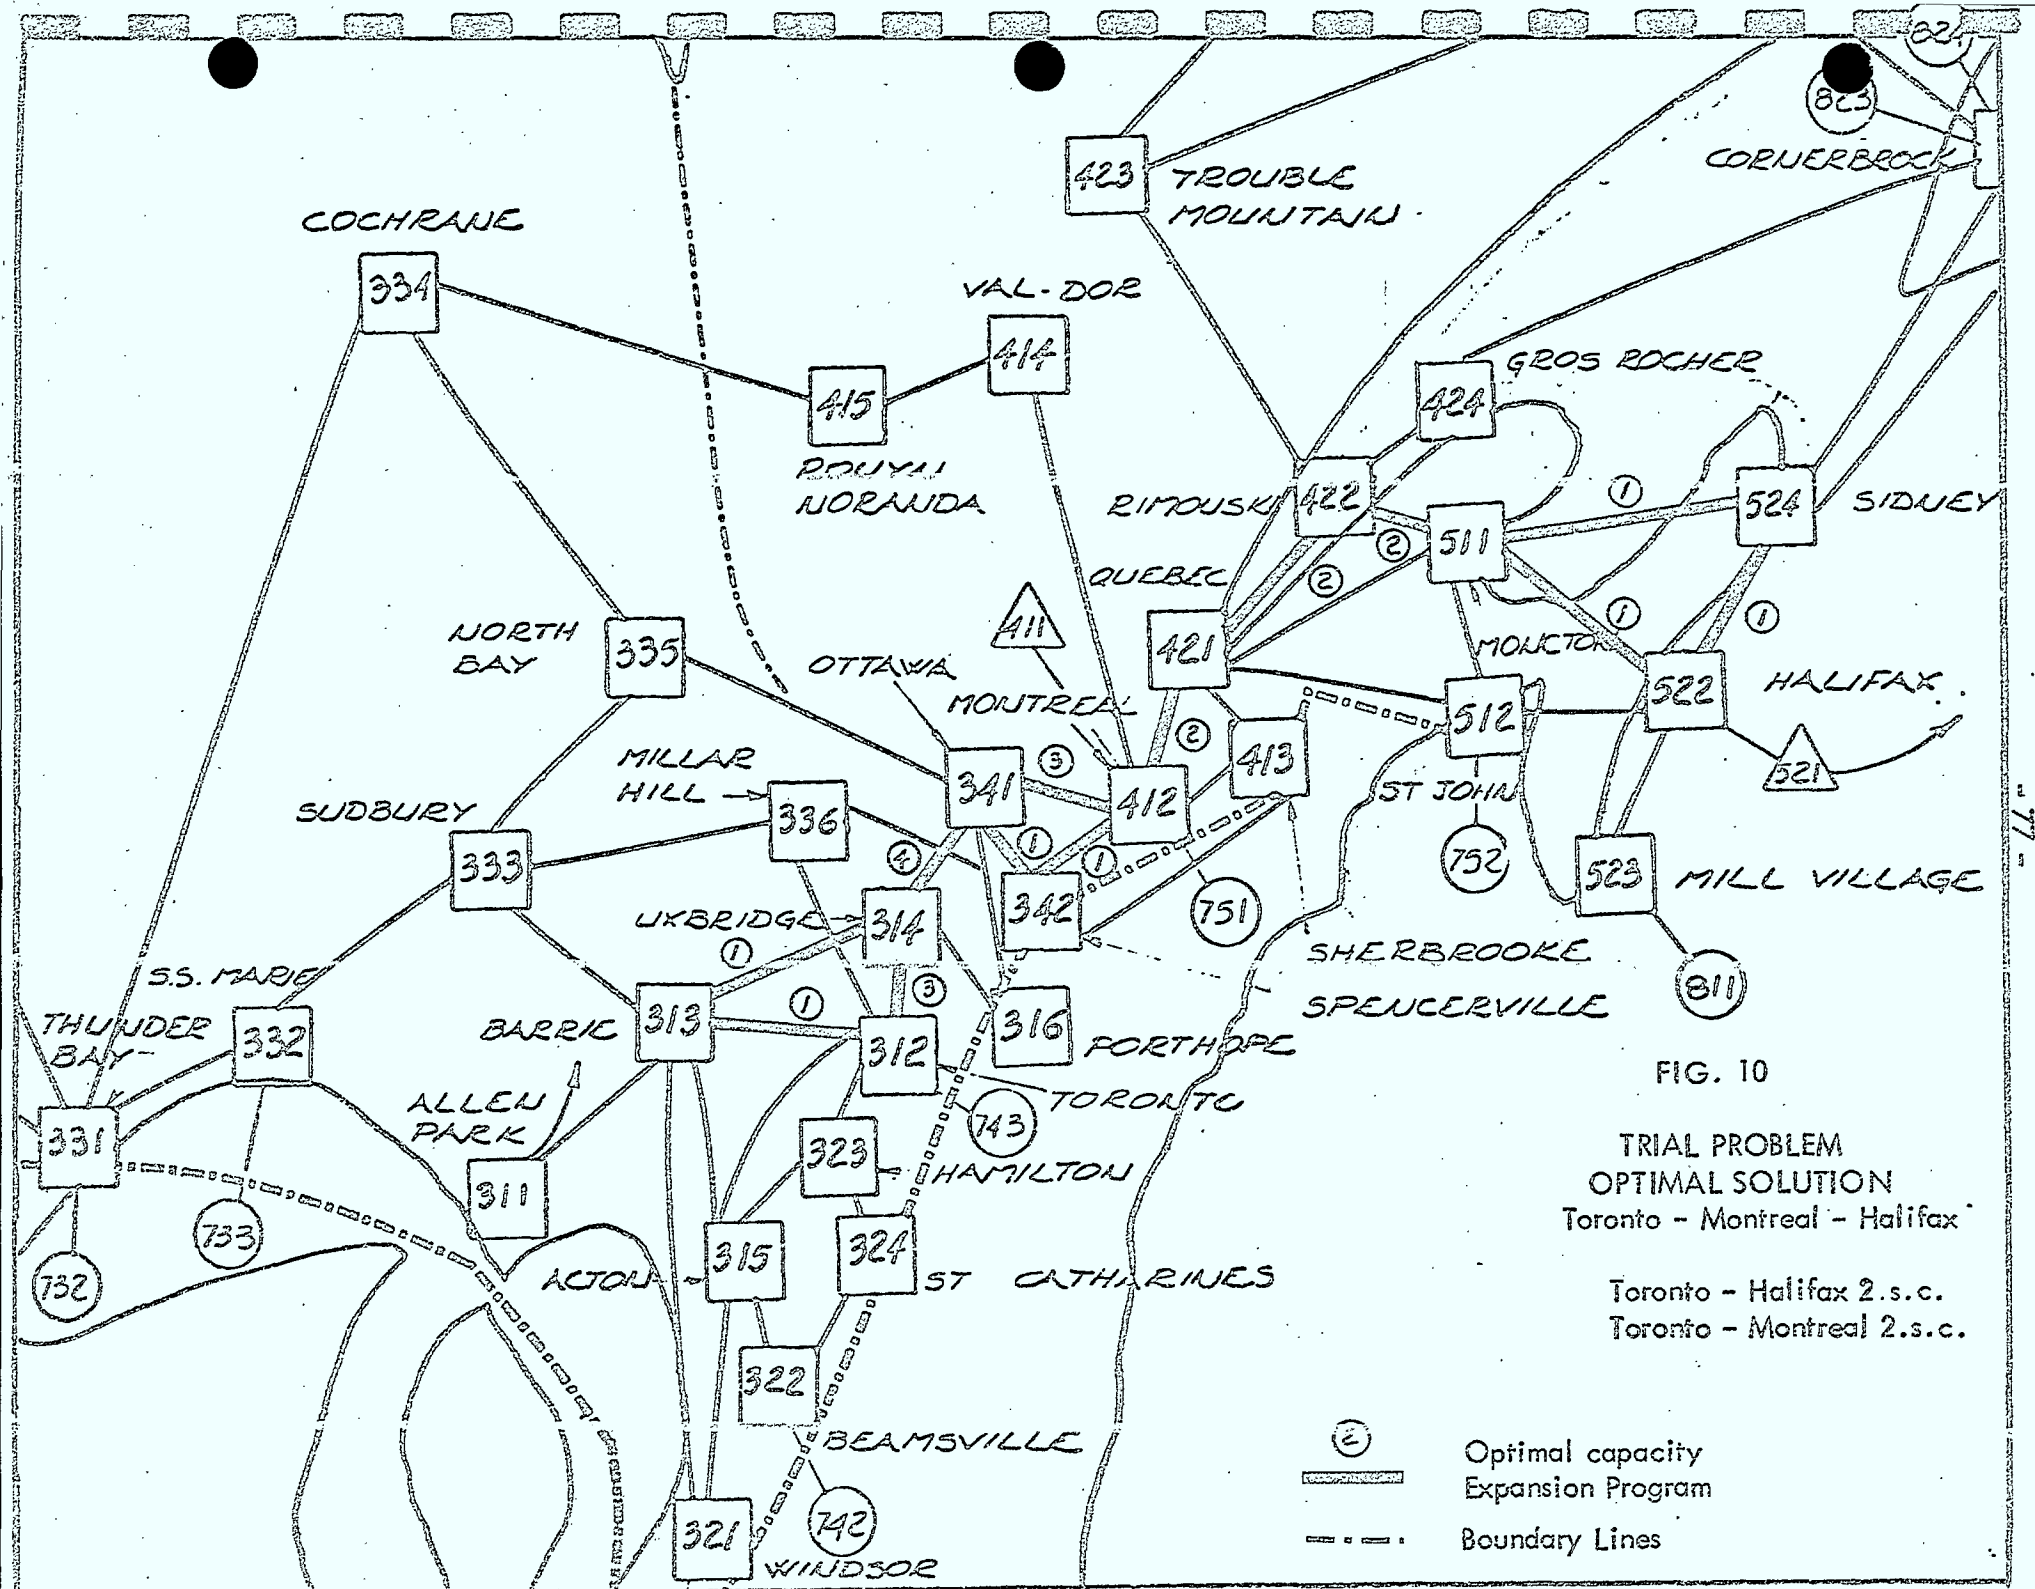 824
823
CORNERBROCK
423
TROUBLE
MOUNTAIN
COCHRANE
334
VAL-DOR
414
415
ROUYN
NORANDA
GROS ROCHER
424
RIMOUSKI
422
511
1
524
SIDNEY
2
2
QUEBEC
411
421
1
1
MONCTON
NORTH
BAY
335
OTTAWA
MONTREAL
522
HALIFAX
512
2
413
521
MILLAR
HILL
336
341
3
412
ST JOHN
- 77 -
SUDBURY
333
4
1
1
752
523
MILL VILLAGE
UXBRIDGE
314
342
751
SHERBROOKE
1
S.S. MARIE
313
1
3
SPENCERVILLE
811
THUNDER
BAY
332
BARRIE
312
316
PORTHOPE
FIG. 10
ALLEN
PARK
TORONTO
743
331
311
323
HAMILTON
TRIAL PROBLEM
OPTIMAL SOLUTION
Toronto - Montreal - Halifax
733
732
ACTON
315
324
ST CATHARINES
Toronto - Halifax 2.s.c.
Toronto - Montreal 2.s.c.
322
BEAMSVILLE
2
Optimal capacity
Expansion Program
321
742
WINDSOR
Boundary Lines